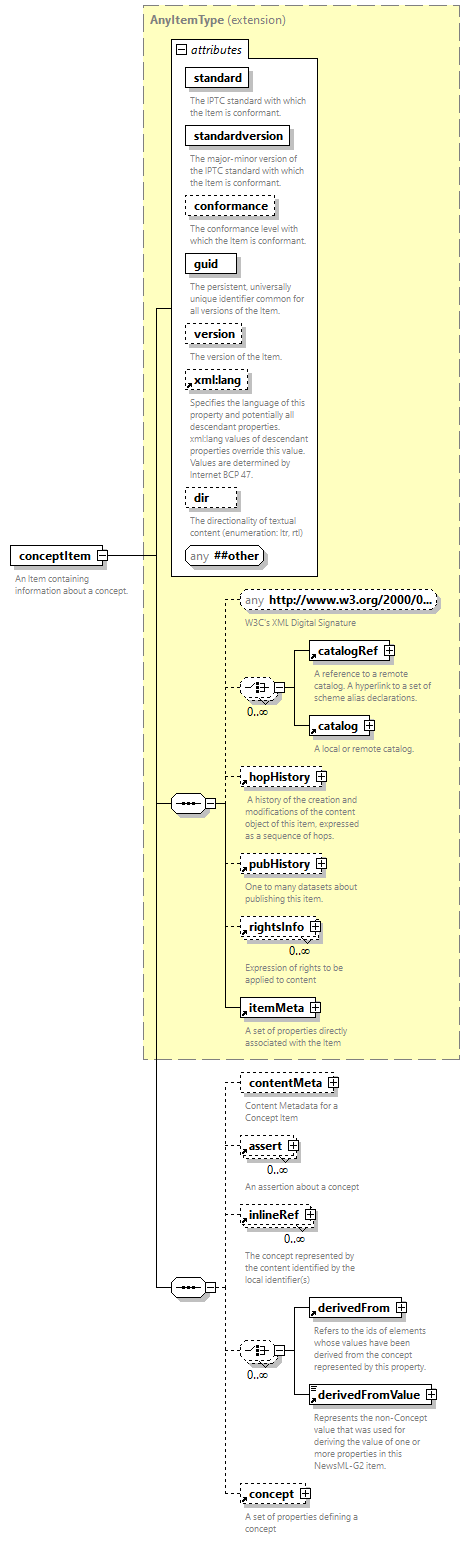 AnyItemType (extension)
attributes
standard
The IPTC standard with which
the Item is conformant.
standardversion
The major-minor version of
the IPTC standard with which
the Item is conformant.
conformance
The conformance level with
which the Item is conformant.
guid
The persistent, universally
unique identifier common for
all versions of the Item.
version
The version of the Item.
xml:lang
Specifies the language of this
property and potentially all
descendant properties.
xml:lang values of descendant
properties override this value.
Values are determined by
Internet BCP 47.
dir
The directionality of textual
content (enumeration: ltr, rtl)
any ##other
conceptItem
An Item containing
information about a concept.
any http://www.w3.org/2000/0...
W3C's XML Digital Signature
catalogRef
A reference to a remote
catalog. A hyperlink to a set of
scheme alias declarations.
0..∞
catalog
A local or remote catalog.
hopHistory
A history of the creation and
modifications of the content
object of this item, expressed
as a sequence of hops.
pubHistory
One to many datasets about
publishing this item.
rightsInfo
0..∞
Expression of rights to be
applied to content
itemMeta
A set of properties directly
associated with the Item
contentMeta
Content Metadata for a
Concept Item
assert
0..∞
An assertion about a concept
inlineRef
0..∞
The concept represented by
the content identified by the
local identifier(s)
derivedFrom
Refers to the ids of elements
whose values have been
derived from the concept
represented by this property.
0..∞
derivedFromValue
Represents the non-Concept
value that was used for
deriving the value of one or
more properties in this
NewsML-G2 item.
concept
A set of properties defining a
concept